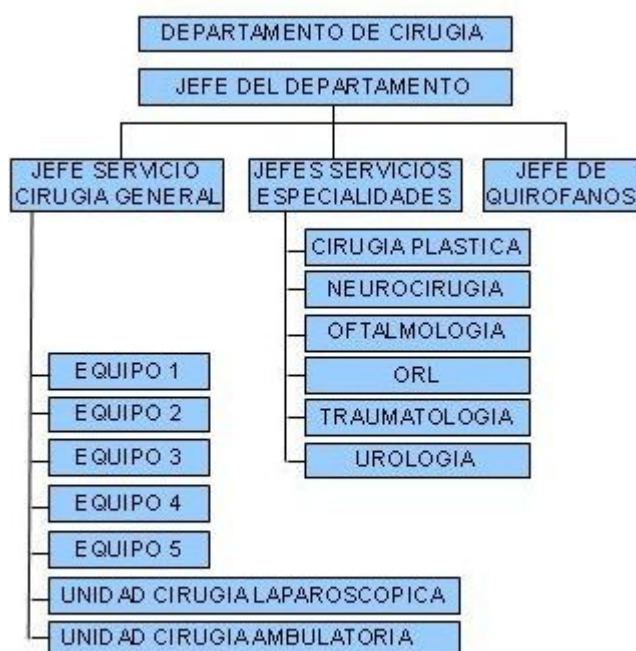 DEPARTAMENTO DE CIRUGIA
JEFE DEL DEPARTAMENTO
JEFE SERVICIO
CIRUGIA GENERAL
JEFES SERVICIOS
ESPECIALIDADES
JEFE DE
QUIROFANOS
CIRUGIA PLASTICA
NEUROCIRUGIA
OFTALMOLOGIA
ORL
TRAUMATOLOGIA
UROLOGIA
EQUIPO 1
EQUIPO 2
EQUIPO 3
EQUIPO 4
EQUIPO 5
UNIDAD CIRUGIA LAPAROSCOPICA
UNIDAD CIRUGIA AMBULATORIA